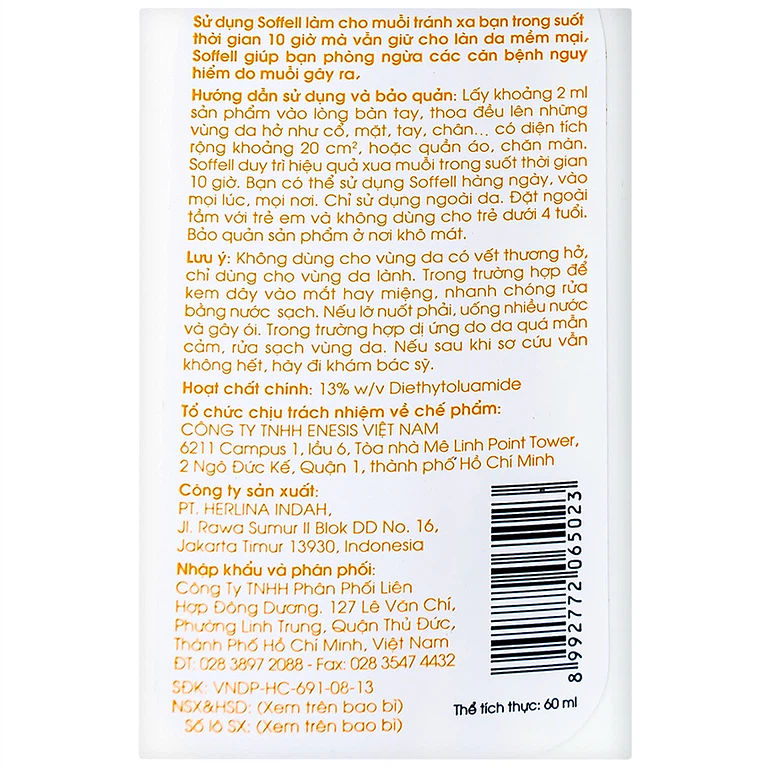 Sử dụng Soffell làm cho muỗi tránh xa bạn trong suốt
thời gian 10 giờ mà vẫn giữ cho làn da mềm mại,
Soffell giúp bạn phòng ngừa các căn bệnh nguy
hiểm do muỗi gây ra,
Hướng dẫn sử dụng và bảo quản: Lấy khoảng 2 ml
sản phẩm vào lòng bàn tay, thoa đều lên những
vùng da hở như cổ, mặt, tay, chân... có diện tích
rộng khoảng 20 cm², hoặc quần áo, chăn màn.
Soffell duy trì hiệu quả xua muỗi trong suốt thời gian
10 giờ. Bạn có thể sử dụng Soffell hàng ngày, vào
mọi lúc, mọi nơi. Chỉ sử dụng ngoài da. Đặt ngoài
tầm với trẻ em và không dùng cho trẻ dưới 4 tuổi.
Bảo quản sản phẩm ở nơi khô mát.
Lưu ý: Không dùng cho vùng da có vết thương hở,
chỉ dùng cho vùng da lành. Trong trường hợp để
kem dây vào mắt hay miệng, nhanh chóng rửa
bằng nước sạch. Nếu lỡ nuốt phải, uống nhiều nước
và gây ói. Trong trường hợp dị ứng do da quá mẫn
cảm, rửa sạch vùng da. Nếu sau khi sơ cứu vẫn
không hết, hãy đi khám bác sỹ.
Hoạt chất chính: 13% w/v Diethytoluamide
Tổ chức chịu trách nhiệm về chế phẩm:
CÔNG TY TNHH ENESIS VIỆT NAM
6211 Campus 1, lầu 6, Tòa nhà Mê Linh Point Tower,
2 Ngô Đức Kế, Quận 1, thành phố Hồ Chí Minh
Công ty sản xuất:
PT. HERLINA INDAH,
Jl. Rawa Sumur II Blok DD No. 16,
Jakarta Timur 13930, Indonesia
Nhập khẩu và phân phối:
Công Ty TNHH Phân Phối Liên
Hợp Đông Dương. 127 Lê Văn Chí,
Phường Linh Trung, Quận Thủ Đức,
Thành Phố Hồ Chí Minh, Việt Nam
ĐT: 028 3897 2088 - Fax: 028 3547 4432
SĐK: VNDP-HC-691-08-13
NSX&HSD: (Xem trên bao bì)
Số lô SX: (Xem trên bao bì)
8 992772 065023
Thể tích thực: 60 ml